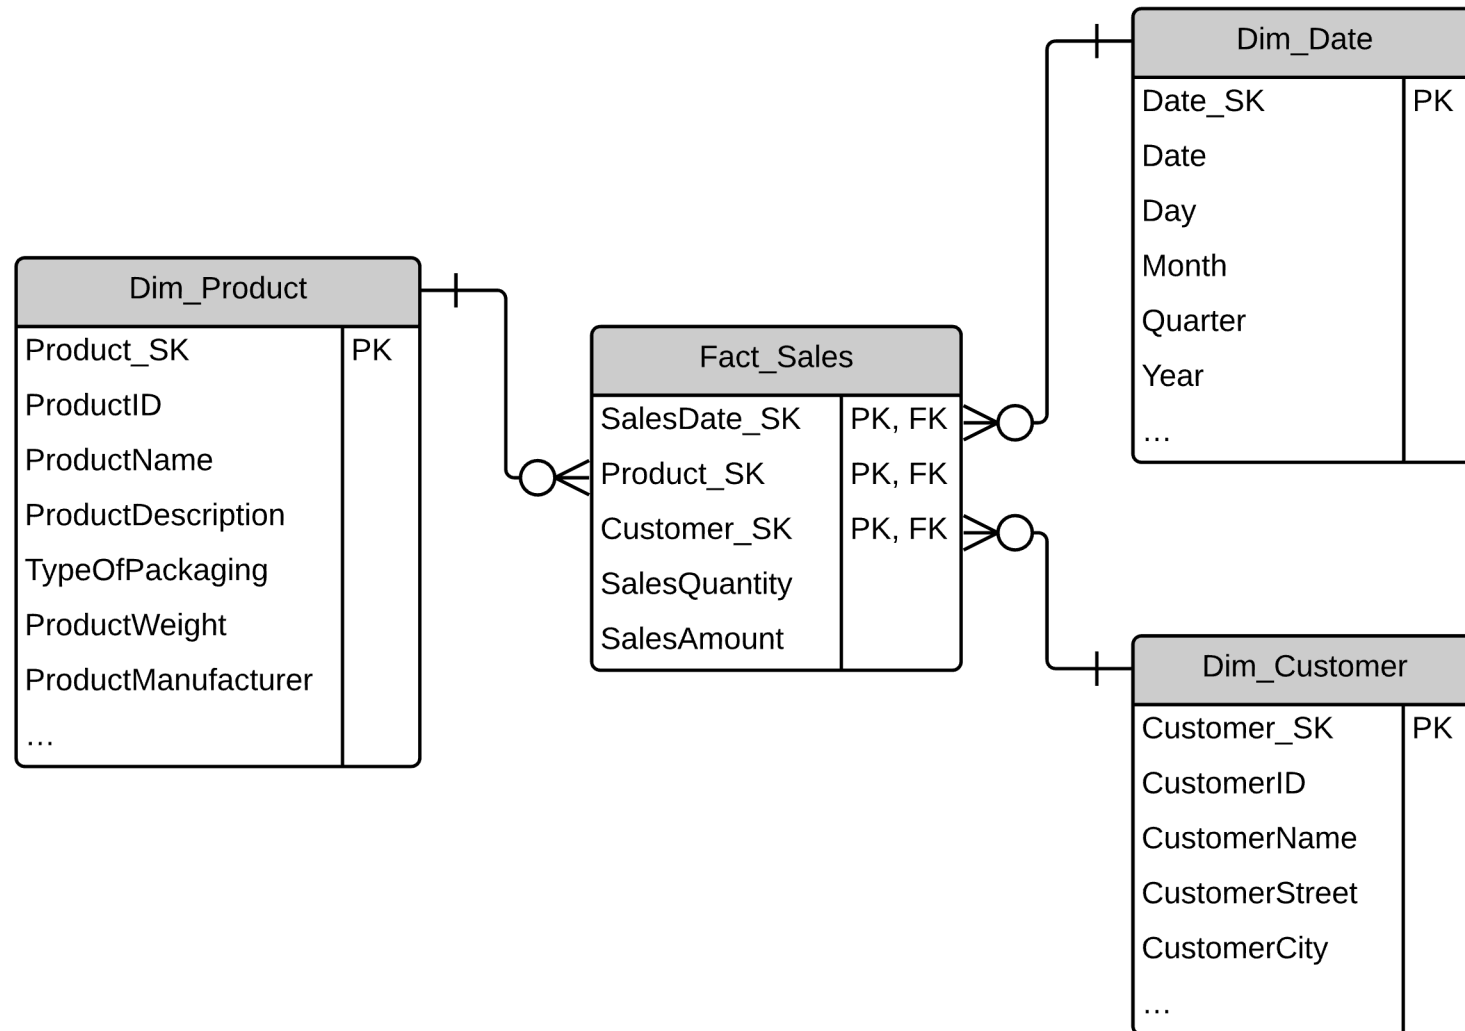 Dim_Product
Product_SK PK
ProductID
ProductName
ProductDescription
TypeOfPackaging
ProductWeight
ProductManufacturer
...
Fact_Sales
SalesDate_SK PK, FK
Product_SK PK, FK
Customer_SK PK, FK
SalesQuantity
SalesAmount
Dim_Date
Date_SK PK
Date
Day
Month
Quarter
Year
...
Dim_Customer
Customer_SK PK
CustomerID
CustomerName
CustomerStreet
CustomerCity
...